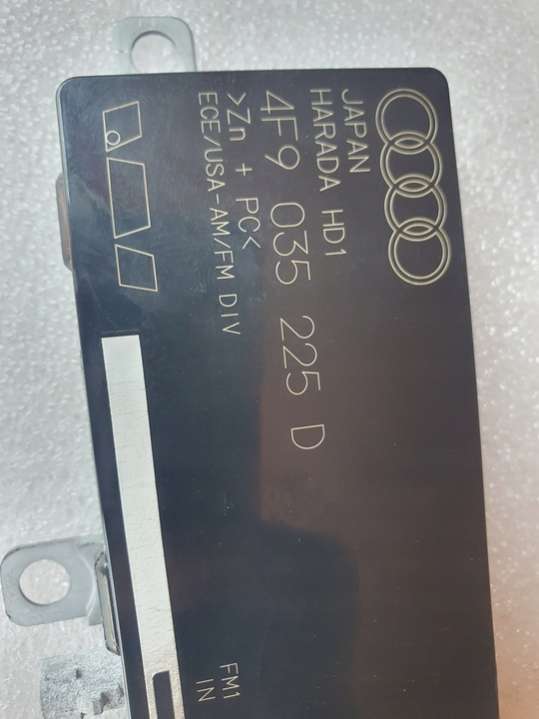 JAPAN
HARADA HD1
4F9 035 225 D
>Zn + PC<
ECE/USA-AM/FM DIV
FM1
IN